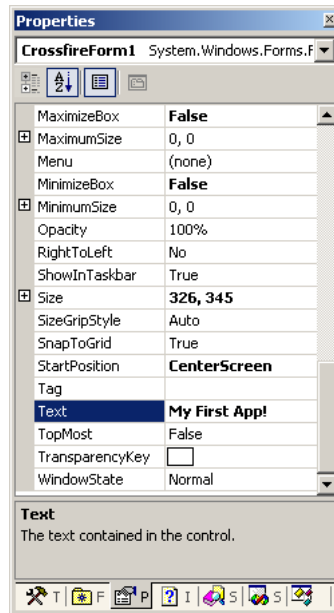 Properties
CrossfireForm1 System.Windows.Forms.F
MaximizeBox False
MaximumSize 0, 0
Menu (none)
MinimizeBox False
MinimumSize 0, 0
Opacity 100%
RightToLeft No
ShowInTaskbar True
Size 326, 345
SizeGripStyle Auto
SnapToGrid True
StartPosition CenterScreen
Tag
Text My First App!
TopMost False
TransparencyKey
WindowState Normal
Text
The text contained in the control.
T F P I S S